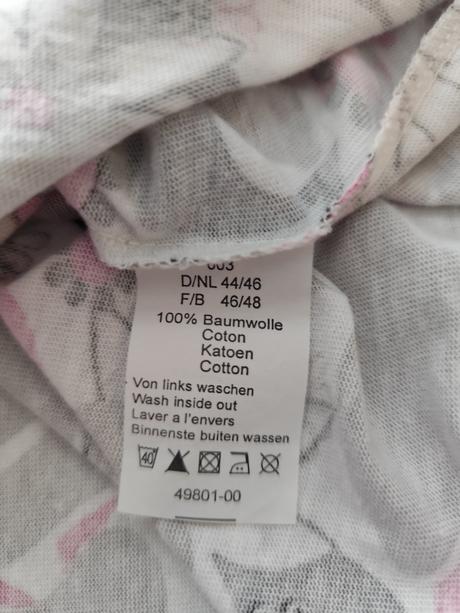 003
D/NL 44/46
F/B 46/48
100% Baumwolle
Coton
Katoen
Cotton
Von links waschen
Wash inside out
Laver a l'envers
Binnenste buiten wassen
40
49801-00